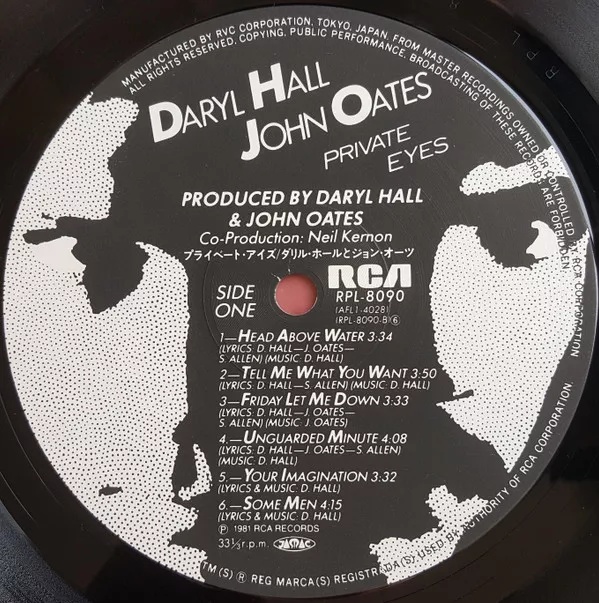 MANUFACTURED BY RVC CORPORATION, TOKYO, JAPAN, FROM MASTER RECORDINGS OWNED OR CONTROLLED BY RCA CORPORATION.
ALL RIGHTS RESERVED, COPYING, PUBLIC PERFORMANCE, BROADCASTING OF THESE RECORDS ARE FORBIDDEN.
DARYL HALL
JOHN OATES
PRIVATE
EYES
PRODUCED BY DARYL HALL
& JOHN OATES
Co-Production: Neil Kernon
プライベート・アイズ/ダリル・ホールとジョン・オーツ
SIDE
ONE
RCA
RPL-8090
(AFL1-4028)
(RPL-8090-B)⑥
1—HEAD ABOVE WATER 3:34
(LYRICS: D. HALL—J. OATES—
S. ALLEN) (MUSIC: D. HALL)
2—TELL ME WHAT YOU WANT 3:50
(LYRICS: D. HALL—S. ALLEN) (MUSIC: D. HALL)
3—FRIDAY LET ME DOWN 3:33
(LYRICS: D. HALL—J. OATES—
S. ALLEN) (MUSIC: D. HALL—J. OATES)
4.—UNGUARDED MINUTE 4:08
(LYRICS: D. HALL—J. OATES—S. ALLEN)
(MUSIC: D. HALL)
5.—YOUR IMAGINATION 3:32
(LYRICS & MUSIC: D. HALL)
6.—SOME MEN 4:15
(LYRICS & MUSIC: D. HALL)
Ⓟ 1981 RCA RECORDS
33⅓ r.p.m. JASRAC
TM(S) ® REG MARCA(S) REGISTRADA(S) USED BY AUTHORITY OF RCA CORPORATION.